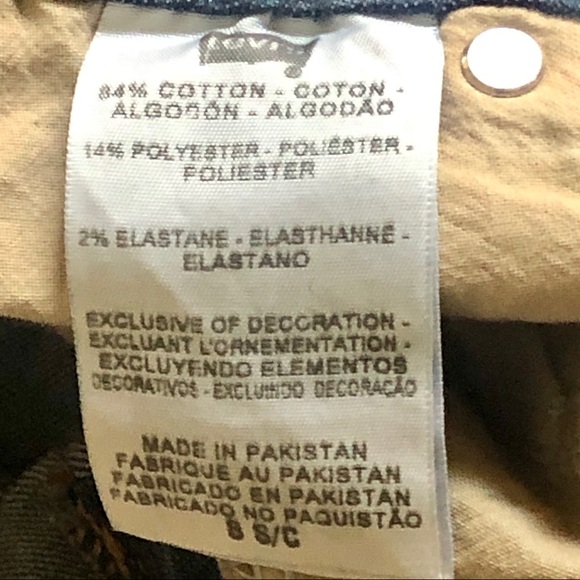 Levi's
84% COTTON - COTON -
ALGODÓN - ALGODÃO
14% POLYESTER - POLIÉSTER -
POLIESTER
2% ELASTANE - ELASTHANNE -
ELASTANO
EXCLUSIVE OF DECORATION -
EXCLUANT L'ORNEMENTATION -
EXCLUYENDO ELEMENTOS
DECORATIVOS - EXCLUINDO DECORAÇÃO
MADE IN PAKISTAN
FABRIQUE AU PAKISTAN
FABRICADO EN PAKISTAN
FABRICADO NO PAQUISTÃO
8 S/C